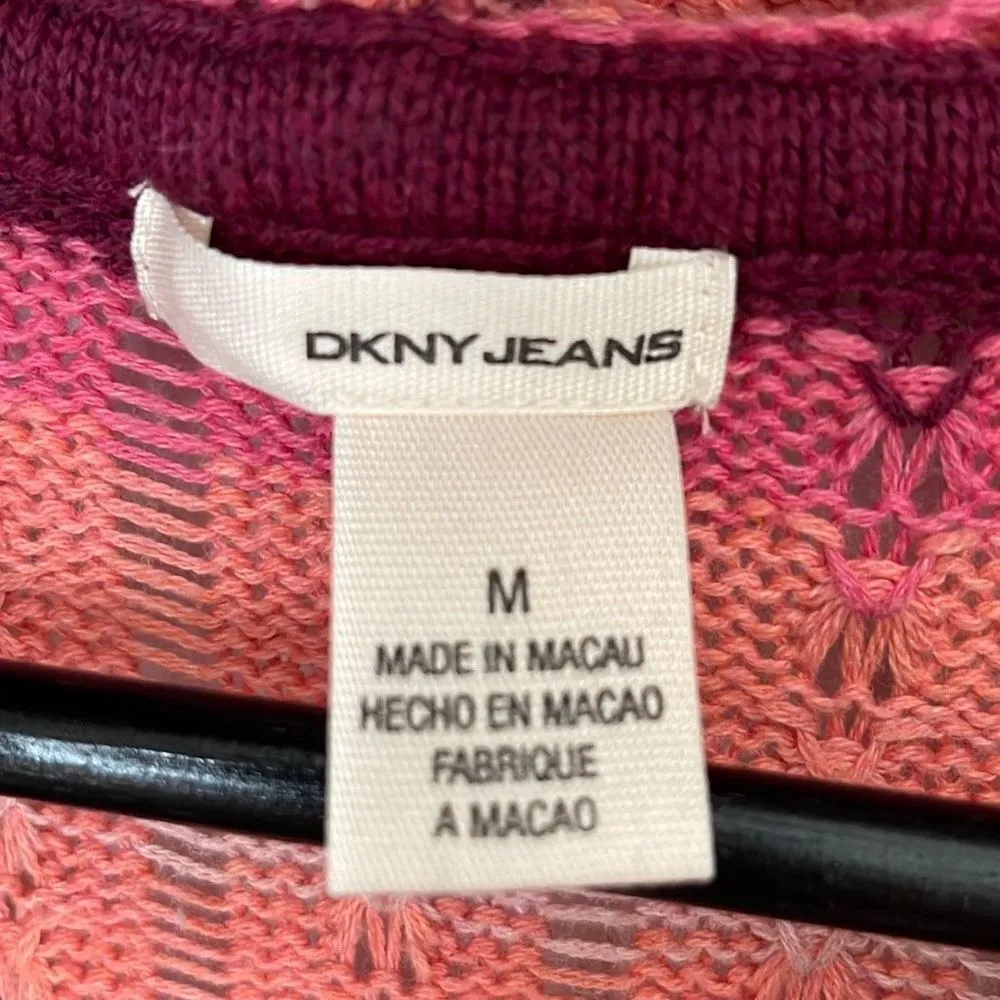 DKNY JEANS
M
MADE IN MACAU
HECHO EN MACAO
FABRIQUE
A MACAO